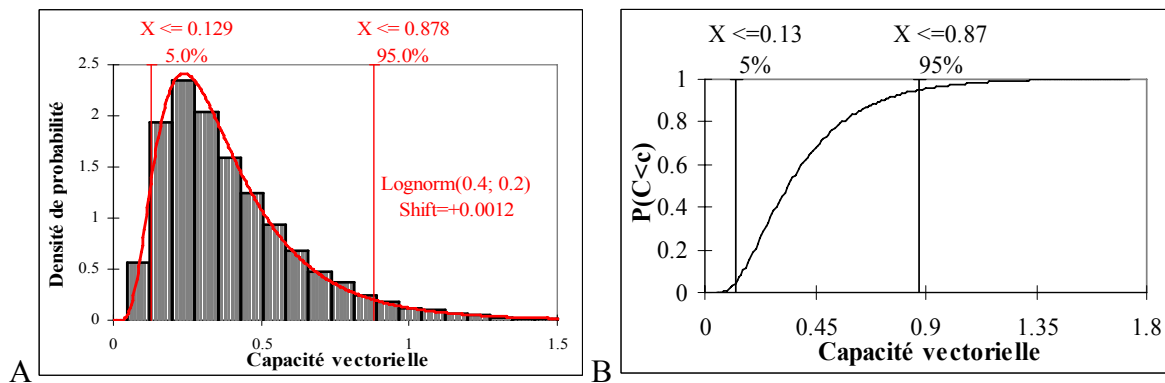 X <= 0.129
5.0%
X <= 0.878
95.0%
2.5
2
1.5
1
0.5
0
Densité de probabilité
Lognorm(0.4; 0.2)
Shift=+0.0012
0
0.5
1
1.5
Capacité vectorielle
A
X <=0.13
5%
X <=0.87
95%
1
0.8
0.6
0.4
0.2
0
P(C<c)
0
0.45
0.9
1.35
1.8
Capacité vectorielle
B